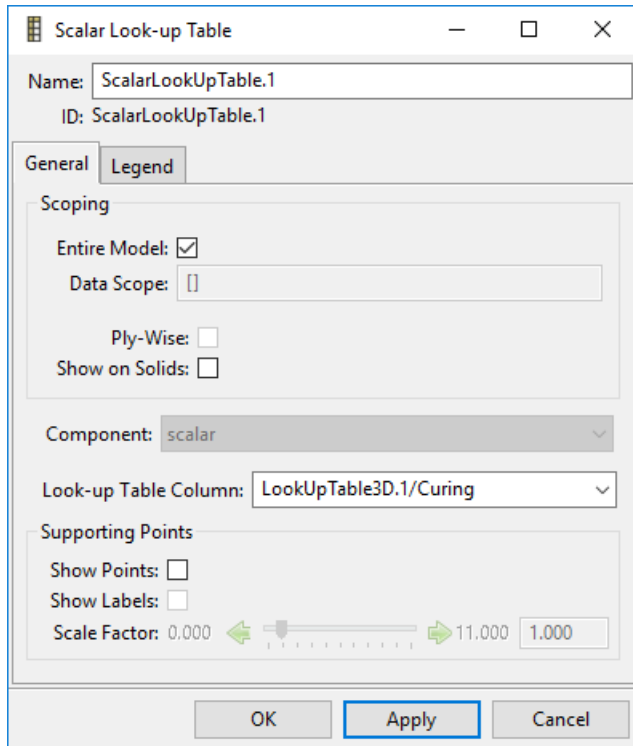 Scalar Look-up Table
Name: ScalarLookUpTable.1
ID: ScalarLookUpTable.1
General Legend
Scoping
Entire Model:
Data Scope: []
Ply-Wise:
Show on Solids:
Component: scalar
Look-up Table Column: LookUpTable3D.1/Curing
Supporting Points
Show Points:
Show Labels:
Scale Factor: 0.000 11.000 1.000
OK Apply Cancel